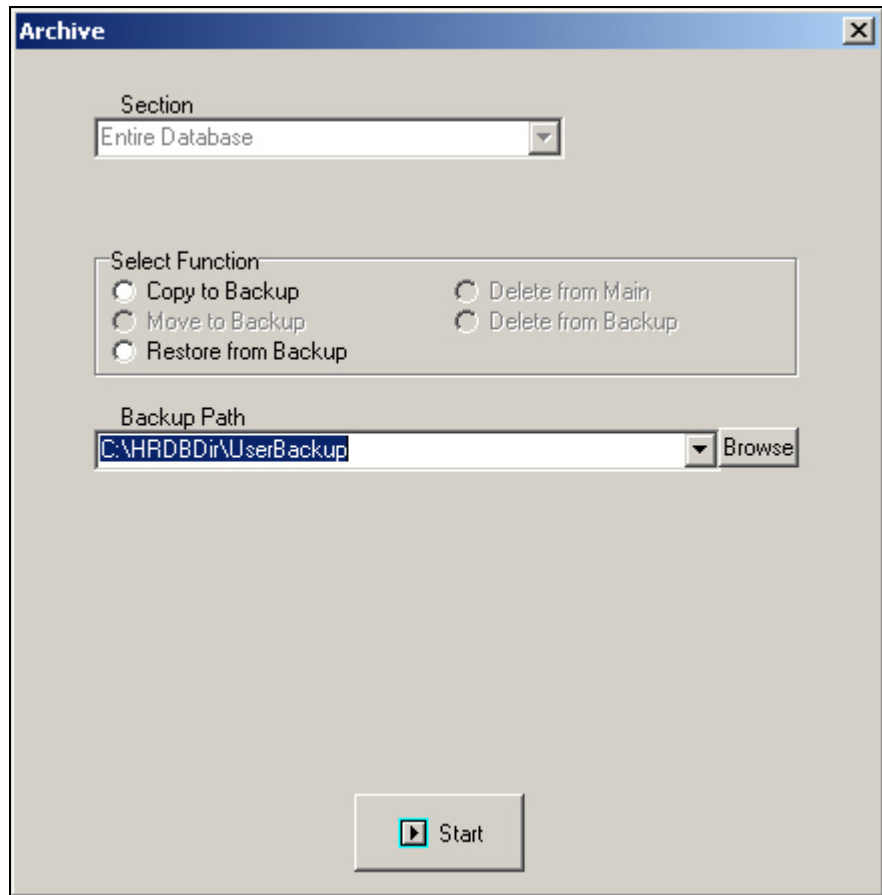 Archive
Section
Entire Database
Select Function
Copy to Backup
Delete from Main
Move to Backup
Delete from Backup
Restore from Backup
Backup Path
C:\HRDBDir\UserBackup
Browse
Start